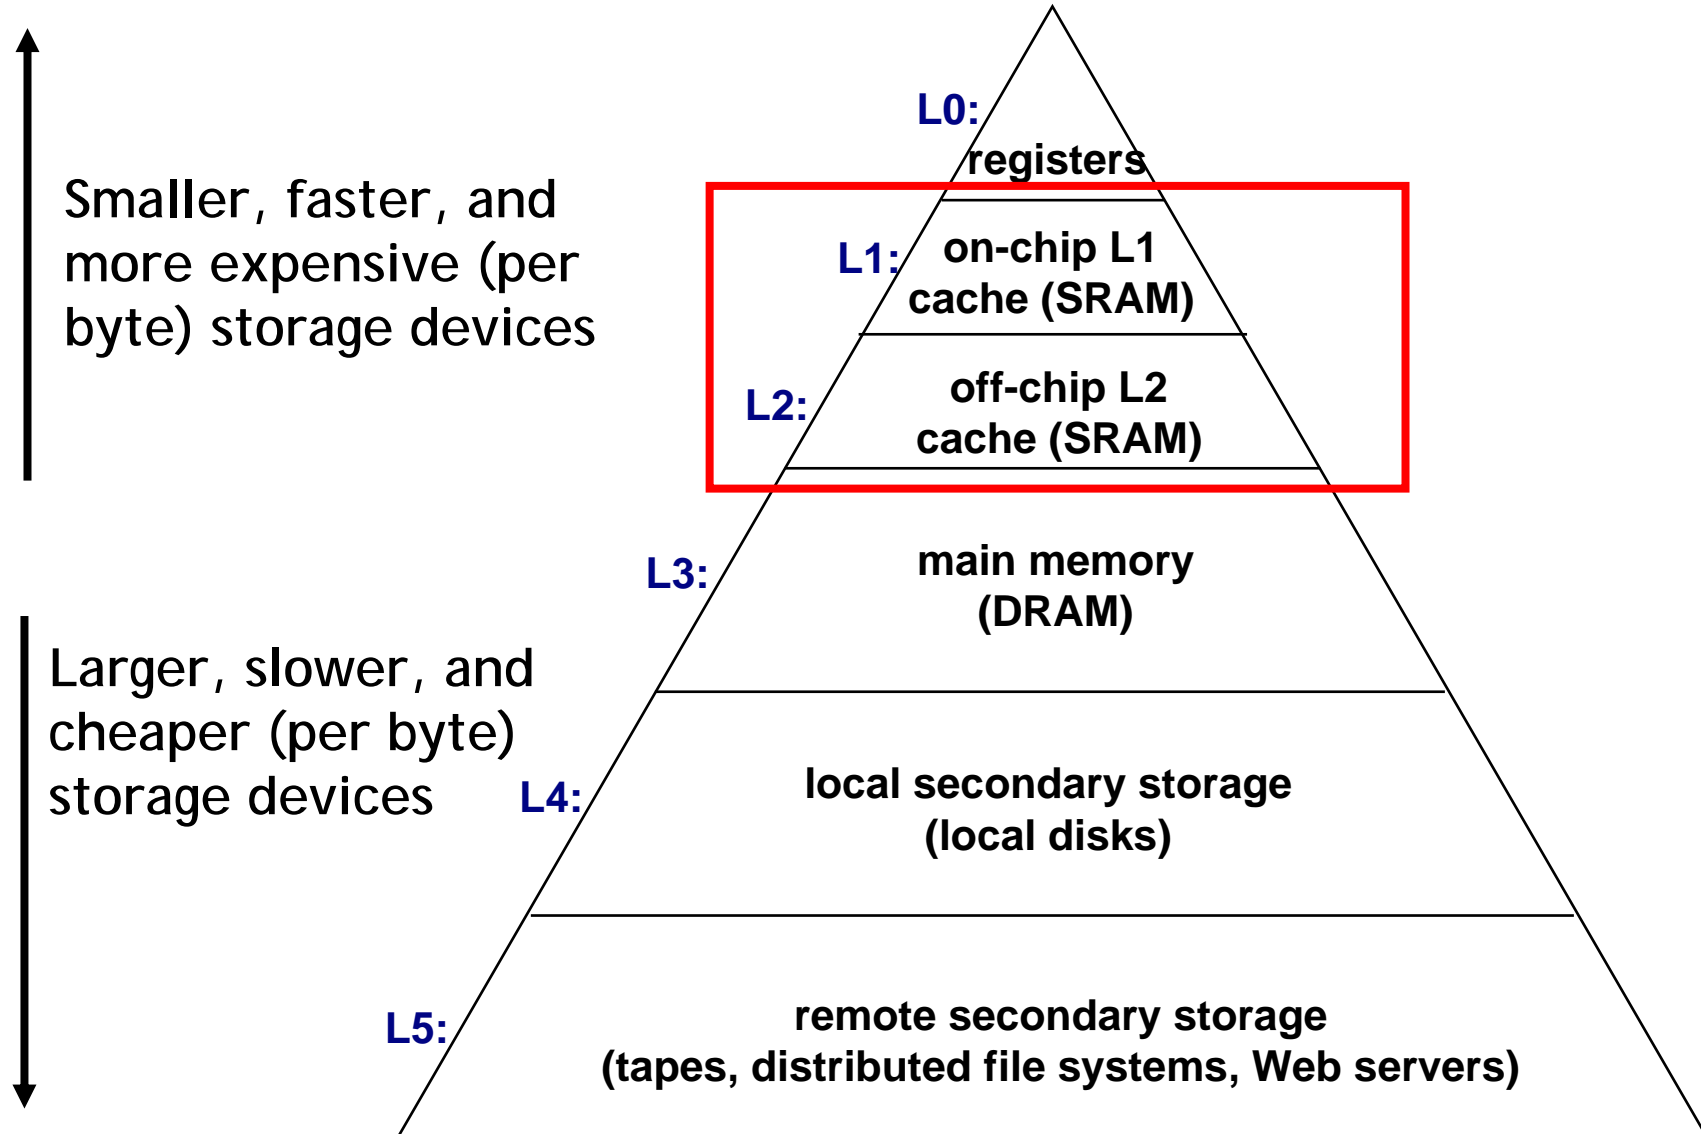 L0:
registers
Smaller, faster, and
more expensive (per
byte) storage devices
L1:
on-chip L1
cache (SRAM)
L2:
off-chip L2
cache (SRAM)
L3:
main memory
(DRAM)
Larger, slower, and
cheaper (per byte)
storage devices
L4:
local secondary storage
(local disks)
L5:
remote secondary storage
(tapes, distributed file systems, Web servers)